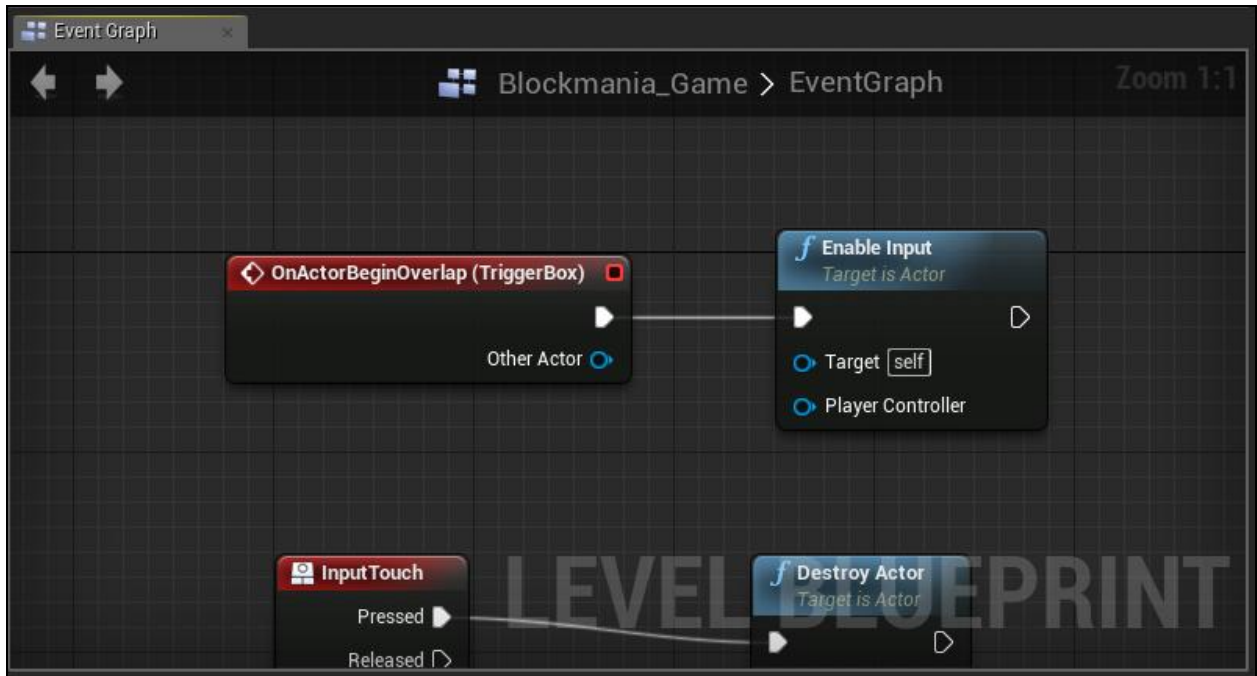 Event Graph
Blockmania_Game > EventGraph
Zoom 1:1
OnActorBeginOverlap (TriggerBox)
Other Actor
f Enable Input
Target is Actor
Target self
Player Controller
InputTouch
Pressed
Released
f Destroy Actor
Target is Actor
LEVEL BLUEPRINT